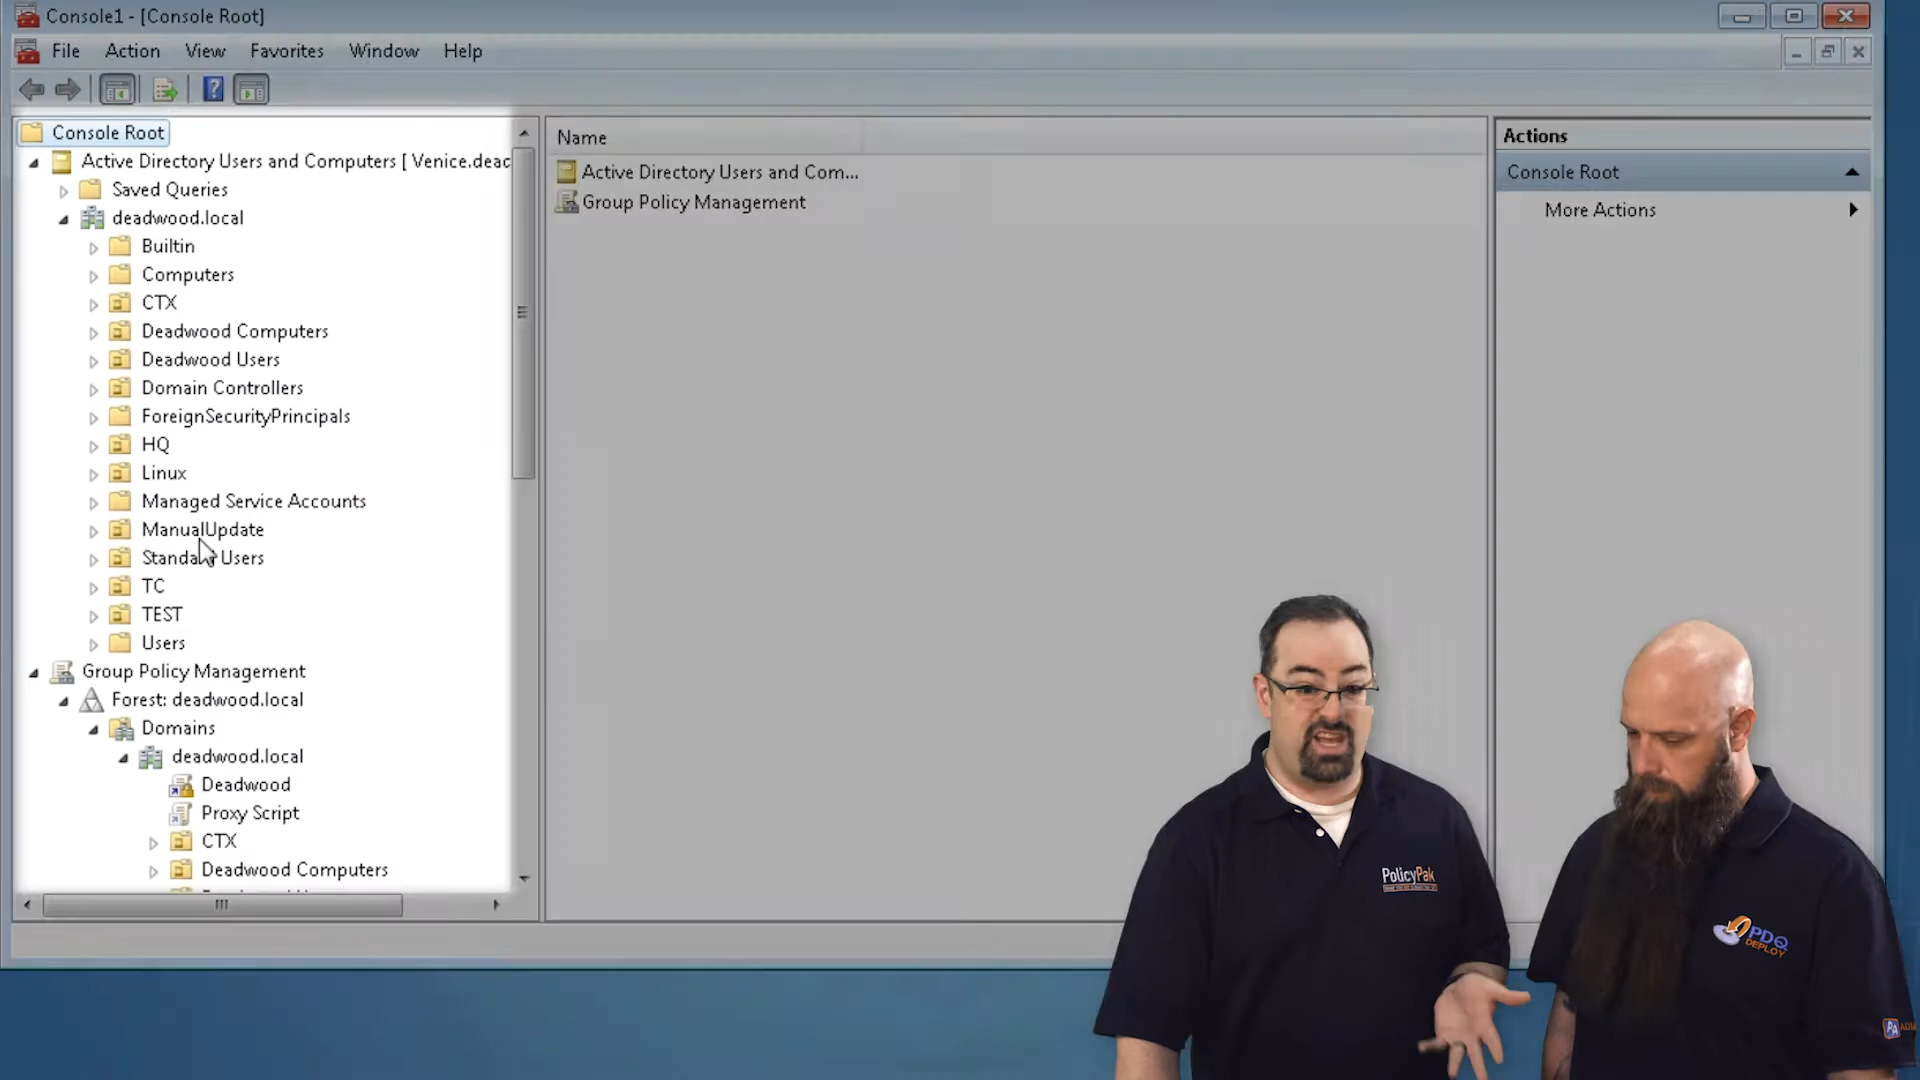 Console1 - [Console Root]
File Action View Favorites Window Help
Console Root
Active Directory Users and Computers [ Venice.deac
Saved Queries
deadwood.local
Builtin
Computers
CTX
Deadwood Computers
Deadwood Users
Domain Controllers
ForeignSecurityPrincipals
HQ
Linux
Managed Service Accounts
ManualUpdate
Standard Users
TC
TEST
Users
Group Policy Management
Forest: deadwood.local
Domains
deadwood.local
Deadwood
Proxy Script
CTX
Deadwood Computers
Name
Active Directory Users and Com...
Group Policy Management
Actions
Console Root
More Actions
PolicyPak
PDQ
DEPLOY
PA ADM